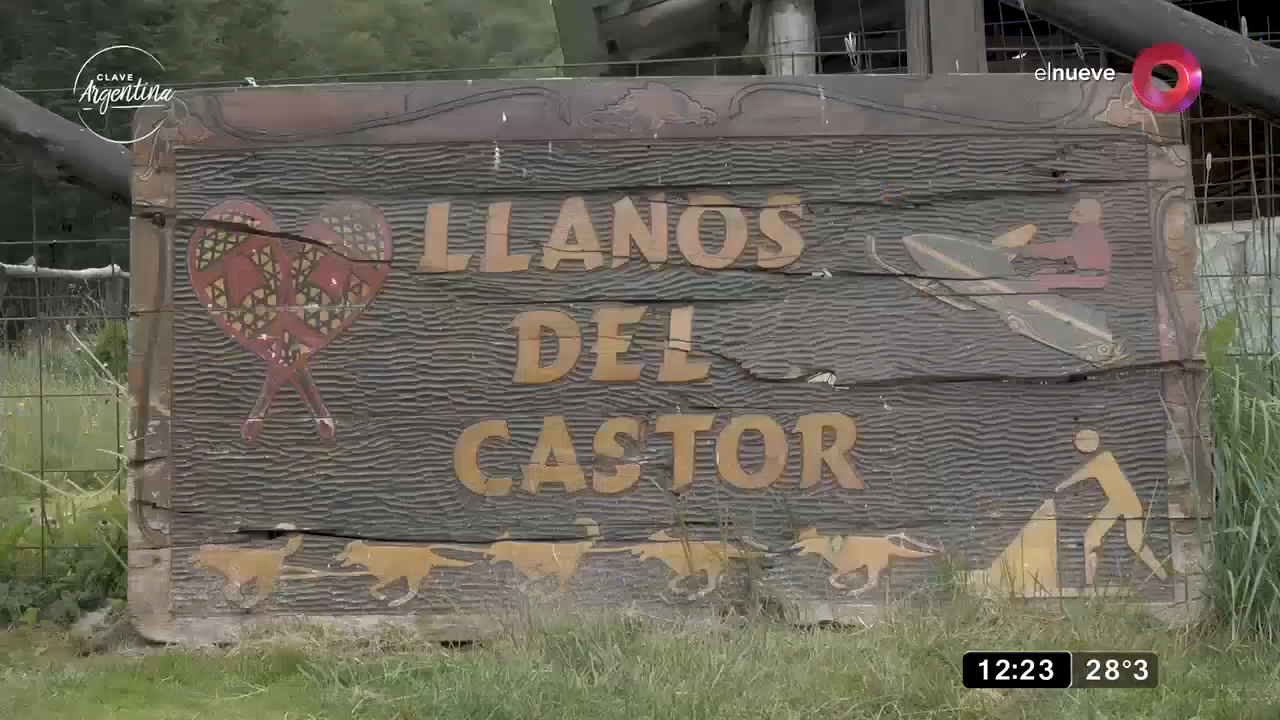 CLAVE
Argentina
elnueve
LLANOS
DEL
CASTOR
12:23 28°3